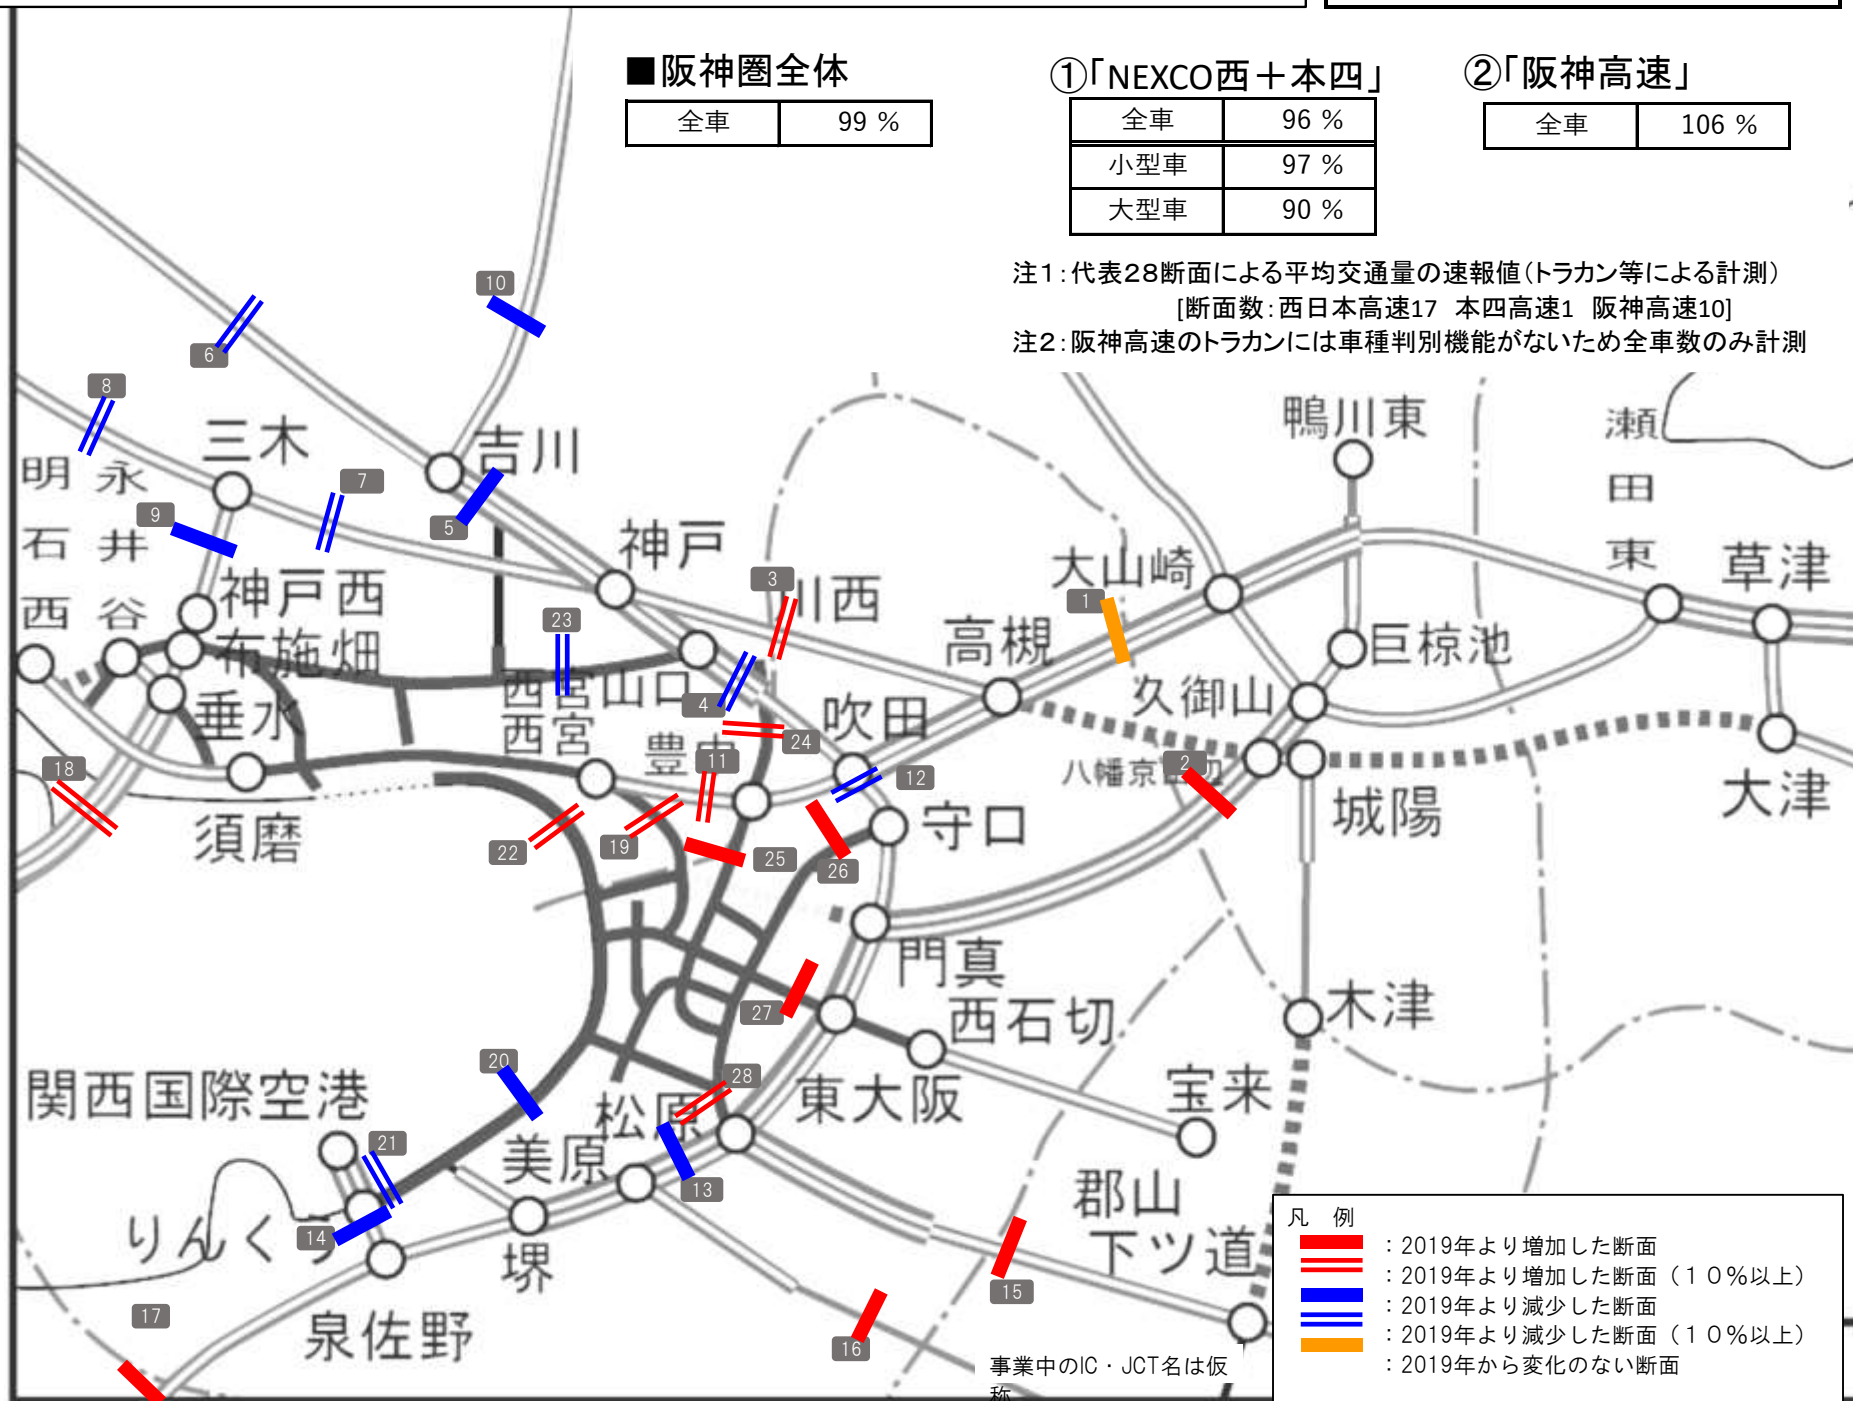 ■阪神圏全体
全車 99 %
①「NEXCO西＋本四」
全車 96 %
小型車 97 %
大型車 90 %
②「阪神高速」
全車 106 %
注1：代表28断面による平均交通量の速報値（トラカン等による計測）
[断面数：西日本高速17 本四高速1 阪神高速10]
注2：阪神高速のトラカンには車種判別機能がないため全車数のみ計測
10
6
8
三木
吉川
鴨川東
瀬田東
明石西
永井谷
7
9
5
神戸
大山崎
草津
神戸西
布施畑
3
川西
1
23
高槻
巨椋池
西宮山口
久御山
垂水
4
西宮
吹田
豊中
24
11
18
12
八幡京田辺
2
大津
須磨
守口
城陽
22
19
25
26
門真
27
西石切
木津
20
28
関西国際空港
松原
東大阪
宝来
21
美原
13
郡山
下ツ道
りんくう
14
堺
15
17
泉佐野
16
事業中のIC・JCT名は仮
称
凡 例
：2019年より増加した断面
：2019年より増加した断面（１０％以上）
：2019年より減少した断面
：2019年より減少した断面（１０％以上）
：2019年から変化のない断面